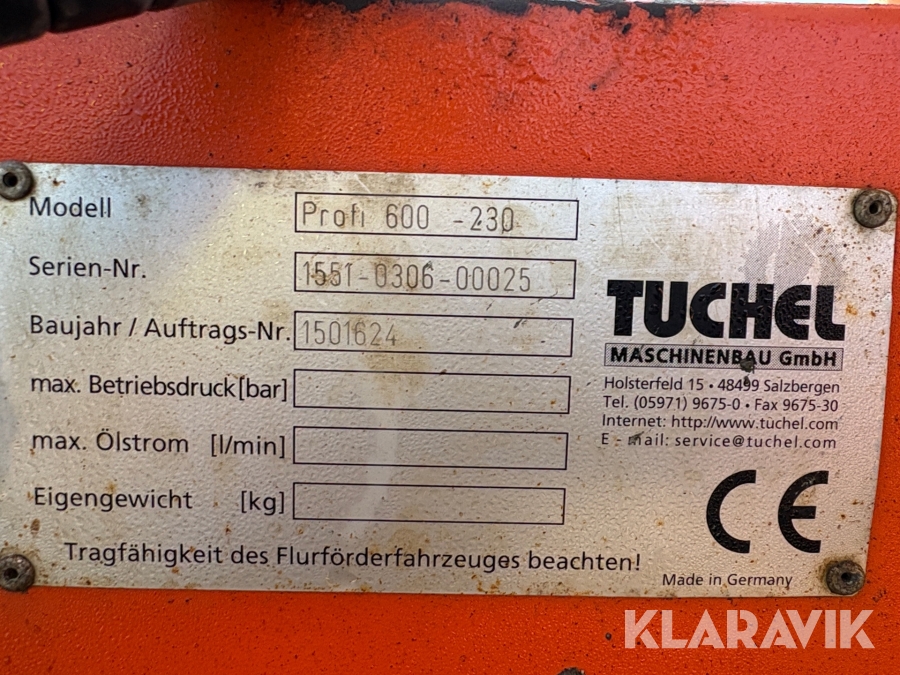 Modell Profi 600 -230
Serien-Nr. 1551-0306-00025
Baujahr / Auftrags-Nr. 1501624
max. Betriebsdruck [bar]
max. Ölstrom [l/min]
Eigengewicht [kg]
Tragfähigkeit des Flurförderfahrzeuges beachten!
TUCHEL
MASCHINENBAU GmbH
Holsterfeld 15 • 48499 Salzbergen
Tel. (05971) 9675-0 • Fax 9675-30
Internet: http://www.tuchel.com
E - mail: service@tuchel.com
CE
Made in Germany
KLARAVIK